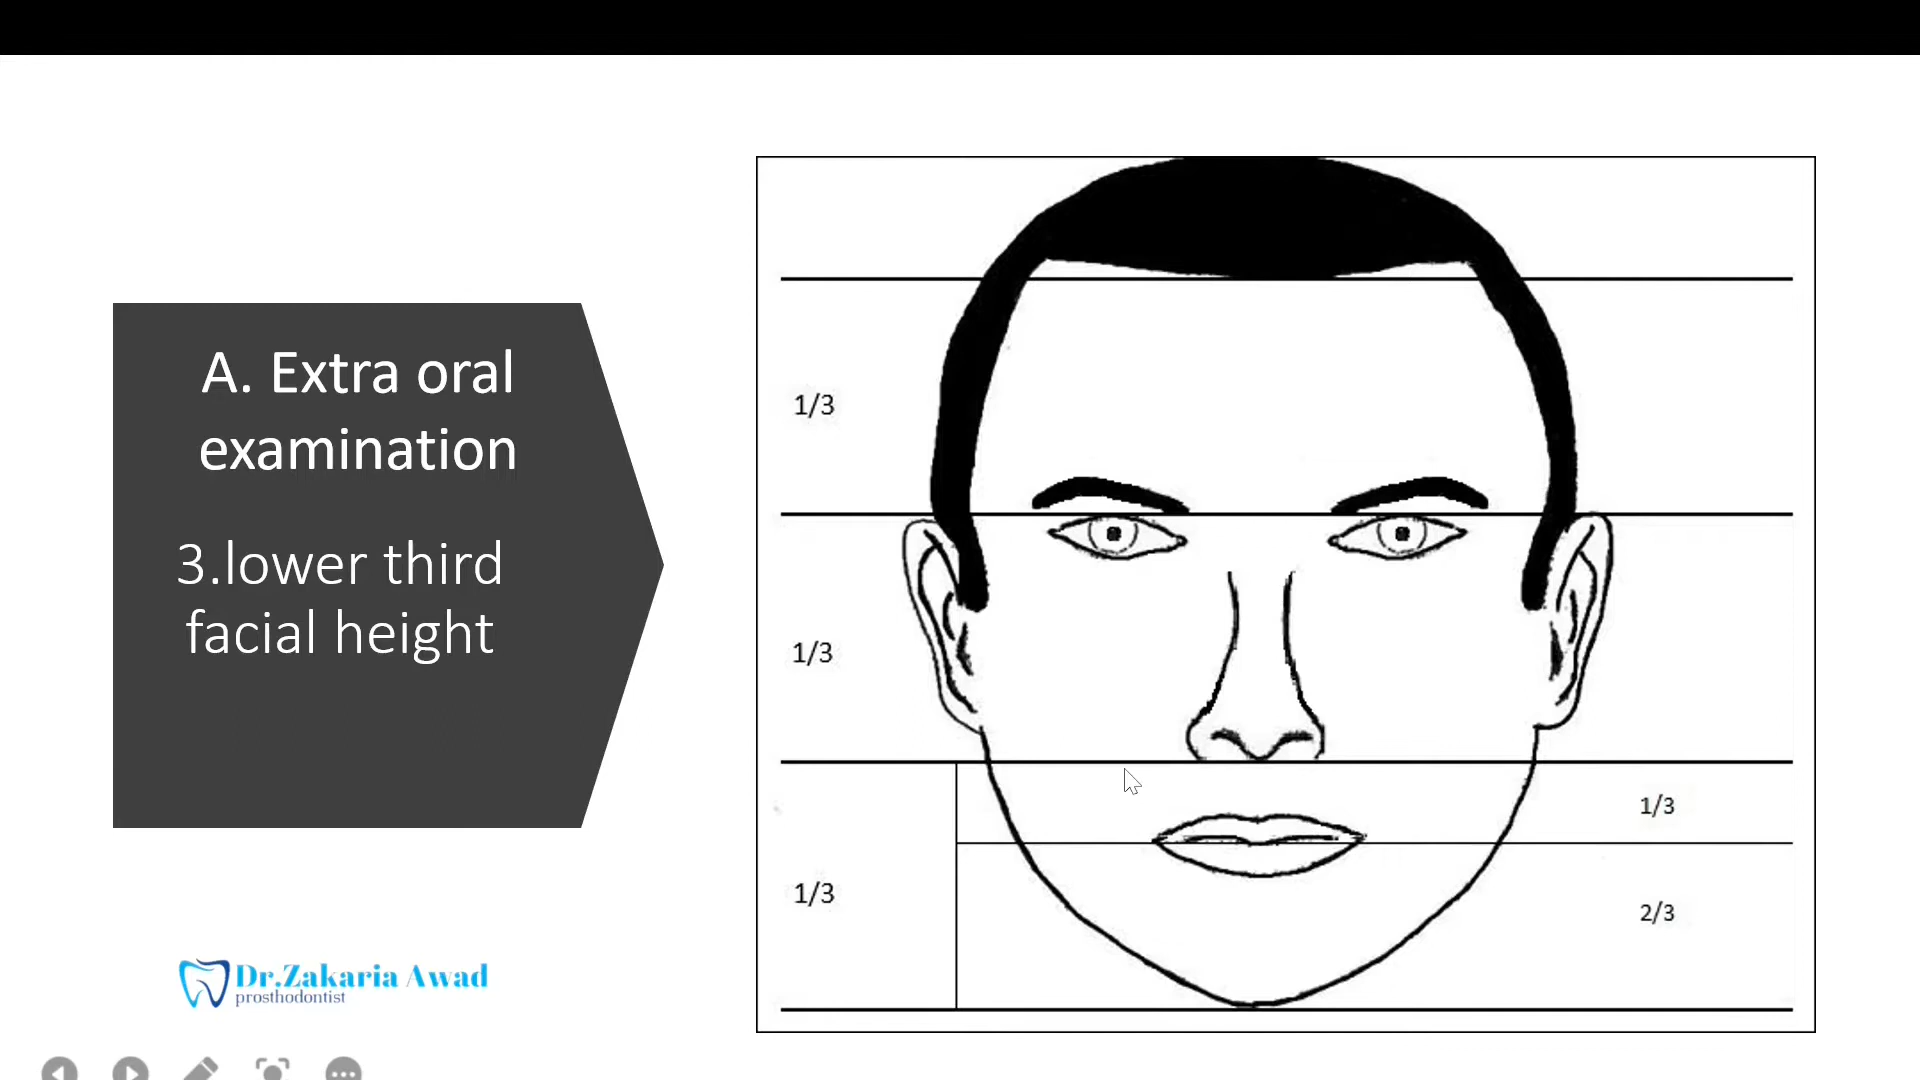 A. Extra oral
examination
3.lower third
facial height
Dr.Zakaria Awad
prosthodontist
1/3
1/3
1/3
1/3
2/3